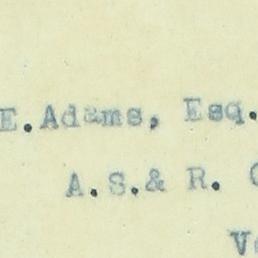 E. Adams, Esq.
A. S. & R.